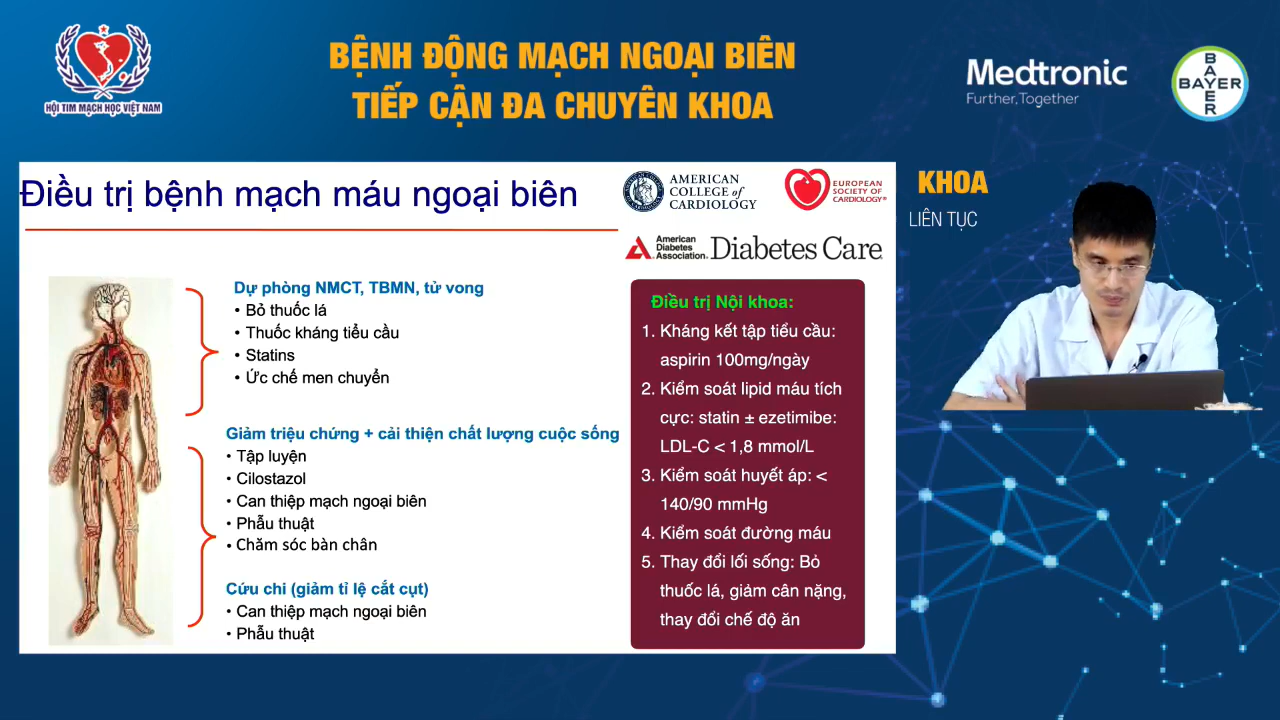 HỘI TIM MẠCH HỌC VIỆT NAM
BỆNH ĐỘNG MẠCH NGOẠI BIÊN
TIẾP CẬN ĐA CHUYÊN KHOA
Medtronic
Further, Together
BAYER
BAYER
Điều trị bệnh mạch máu ngoại biên
AMERICAN
COLLEGE of
CARDIOLOGY
EUROPEAN
SOCIETY OF
CARDIOLOGY®
American
Diabetes
Association.
Diabetes Care
KHOA
LIÊN TỤC
Dự phòng NMCT, TBMN, tử vong
• Bỏ thuốc lá
• Thuốc kháng tiểu cầu
• Statins
• Ức chế men chuyển
Giảm triệu chứng + cải thiện chất lượng cuộc sống
• Tập luyện
• Cilostazol
• Can thiệp mạch ngoại biên
• Phẫu thuật
• Chăm sóc bàn chân
Cứu chi (giảm tỉ lệ cắt cụt)
• Can thiệp mạch ngoại biên
• Phẫu thuật
Điều trị Nội khoa:
1. Kháng kết tập tiểu cầu:
aspirin 100mg/ngày
2. Kiểm soát lipid máu tích
cực: statin ± ezetimibe:
LDL-C < 1,8 mmol/L
3. Kiểm soát huyết áp: <
140/90 mmHg
4. Kiểm soát đường máu
5. Thay đổi lối sống: Bỏ
thuốc lá, giảm cân nặng,
thay đổi chế độ ăn